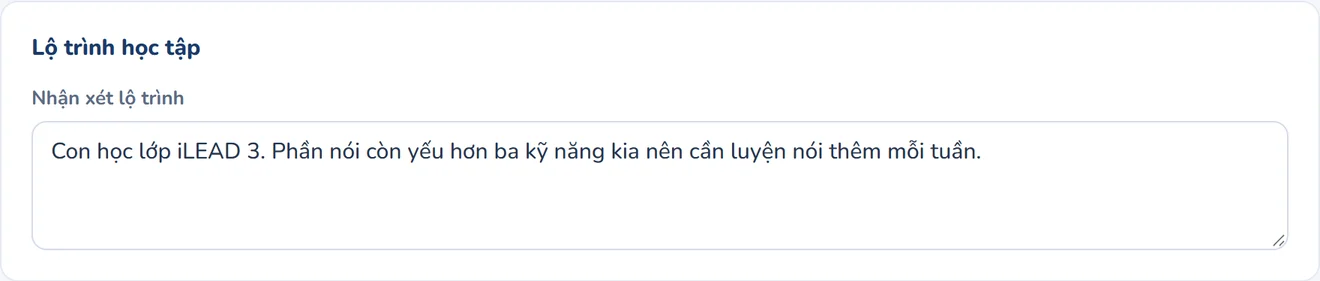 Lộ trình học tập
Nhận xét lộ trình
Con học lớp iLEAD 3. Phần nói còn yếu hơn ba kỹ năng kia nên cần luyện nói thêm mỗi tuần.